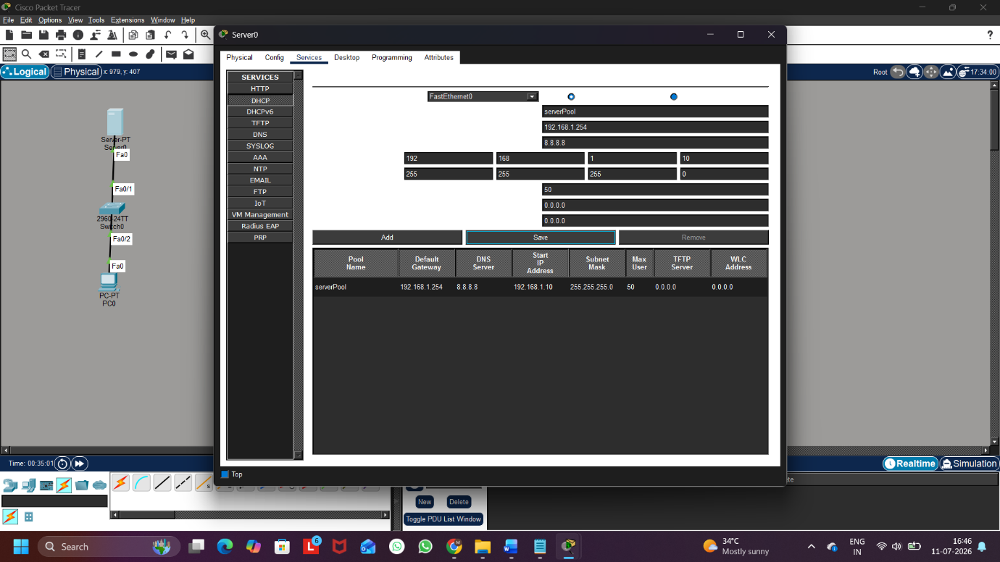 Cisco Packet Tracer
File Edit Options View Tools Extensions Window Help
?
Logical Physical x: 979, y: 407
Root 17:34:00
Server-PT
Server0
Fa0
Fa0/1
2960-24TT
Switch0
Fa0/2
Fa0
PC-PT
PC0
Server0
Physical Config Services Desktop Programming Attributes
SERVICES
HTTP
DHCP
DHCPv6
TFTP
DNS
SYSLOG
AAA
NTP
EMAIL
FTP
IoT
VM Management
Radius EAP
PRP
FastEthernet0
serverPool
192.168.1.254
8.8.8.8
192 168 1 10
255 255 255 0
50
0.0.0.0
0.0.0.0
Add Save Remove
Pool Name Default Gateway DNS Server Start IP Address Subnet Mask Max User TFTP Server WLC Address
serverPool 192.168.1.254 8.8.8.8 192.168.1.10 255.255.255.0 50 0.0.0.0 0.0.0.0
Top
Time: 00:35:01
Realtime Simulation
New Delete
Toggle PDU List Window
Search
6
34°C
Mostly sunny
ENG
IN
16:46
11-07-2026